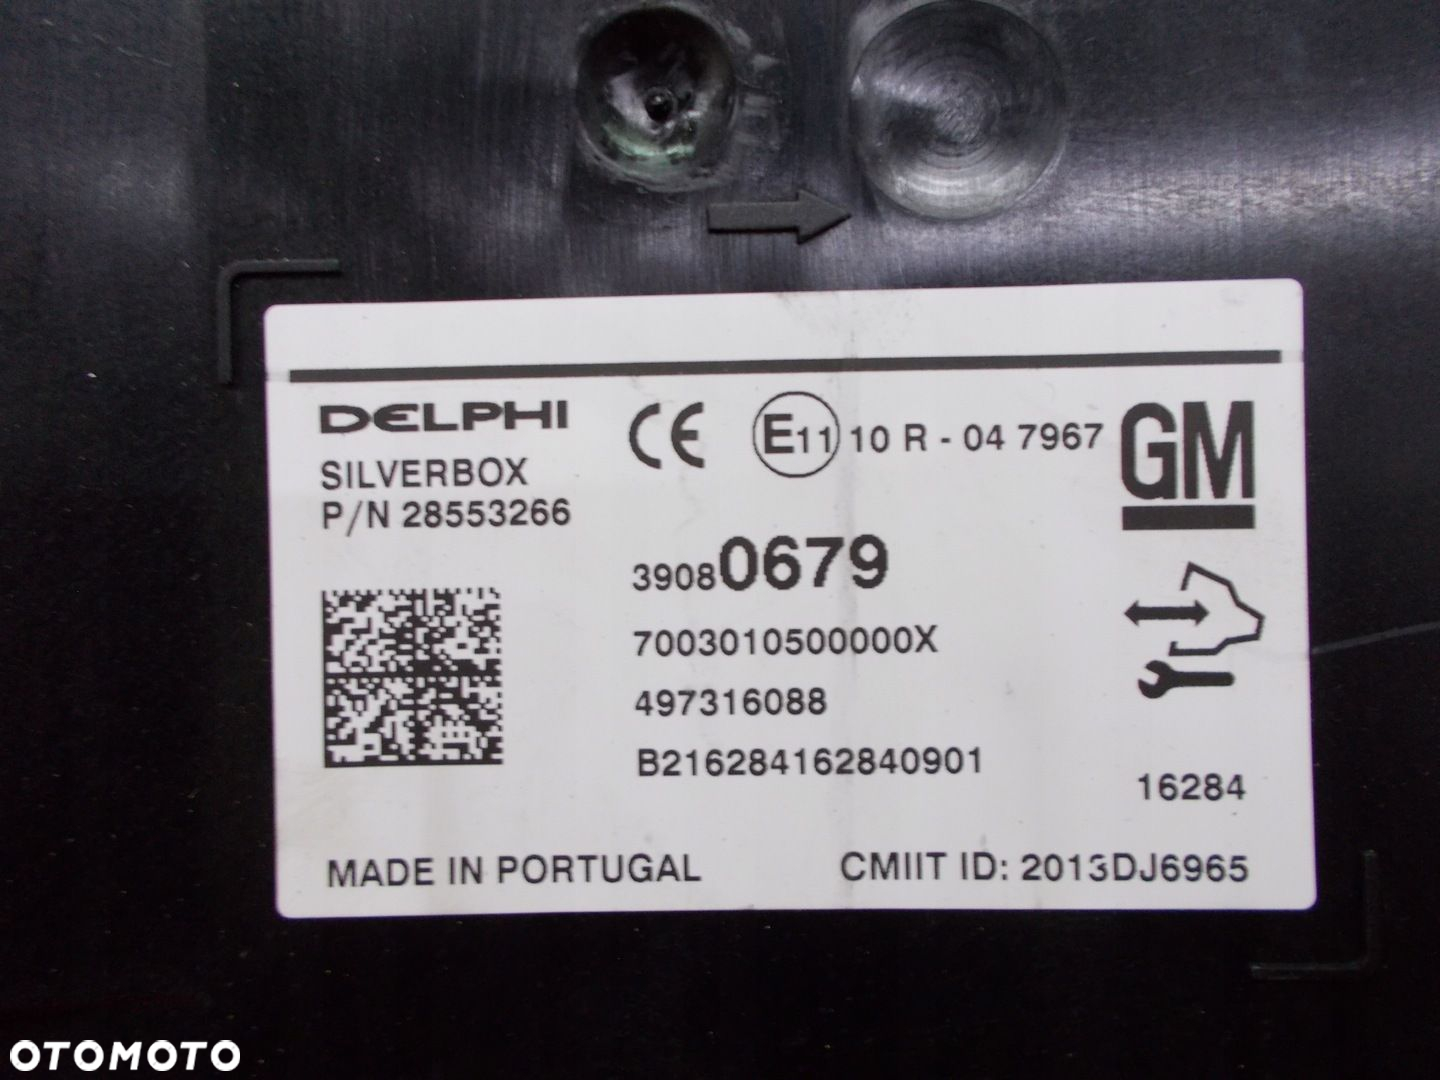 DELPHI
SILVERBOX
P/N 28553266
CE E11 10 R - 04 7967
GM
39080679
7003010500000X
497316088
B216284162840901
16284
MADE IN PORTUGAL
CMIIT ID: 2013DJ6965
OTOMOTO